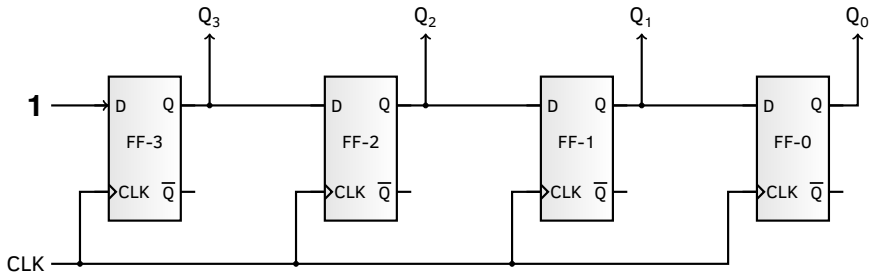 Q₃ Q₂ Q₁ Q₀
1 D Q D Q D Q D Q
FF-3 FF-2 FF-1 FF-0
CLK Q̅ CLK Q̅ CLK Q̅ CLK Q̅
CLK